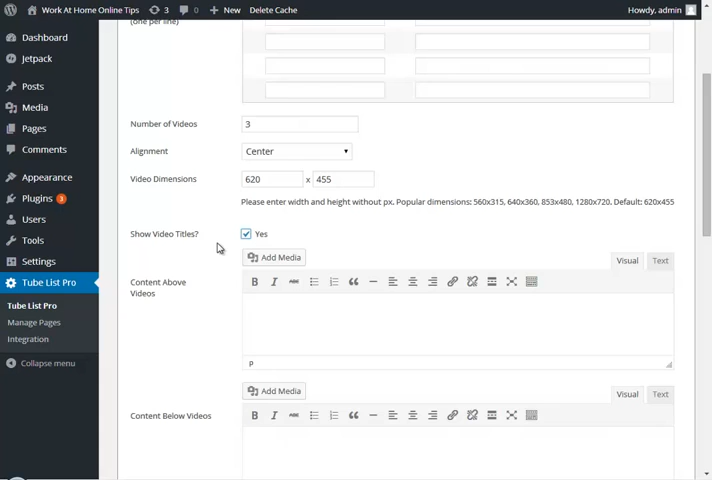 Work At Home Online Tips
3
0
+ New
Delete Cache
Howdy, admin
Dashboard
Jetpack
Posts
Media
Pages
Comments
Appearance
Plugins 3
Users
Tools
Settings
Tube List Pro
Tube List Pro
Manage Pages
Integration
Collapse menu
(one per line)
Number of Videos
3
Alignment
Center
Video Dimensions
620 x 455
Please enter width and height without px. Popular dimensions: 560x315, 640x360, 853x480, 1280x720. Default: 620x455
Show Video Titles?
Yes
Add Media
Visual Text
Content Above
Videos
B I ABC
P
Add Media
Visual Text
Content Below Videos
B I ABC